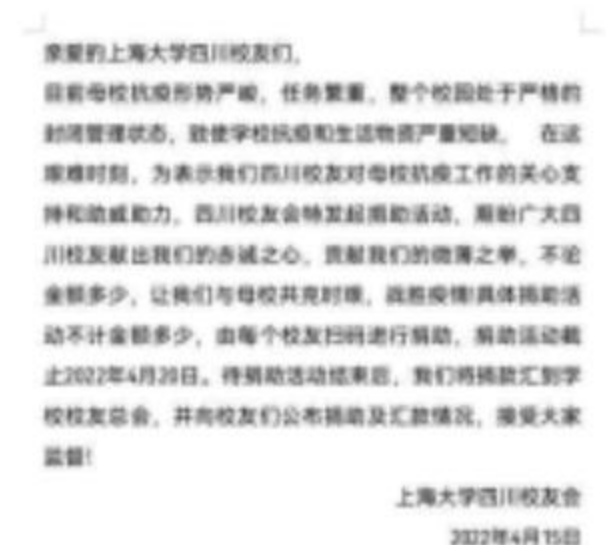 亲爱的上海大学四川校友们，
目前母校抗疫形势严峻，任务繁重，整个校园处于严格的
封闭管理状态，致使学校抗疫和生活物资严重短缺。 在这
艰难时刻，为表示我们四川校友对母校抗疫工作的关心支
持和助威助力，四川校友会特发起捐助活动，期盼广大四
川校友献出我们的赤诚之心，贡献我们的微薄之举，不论
金额多少，让我们与母校共克时艰，战胜疫情!具体捐助活
动不计金额多少，由每个校友扫码进行捐助，捐助活动截
止2022年4月20日。待捐助活动结束后，我们将捐款汇到学
校校友总会，并向校友们公布捐助及汇款情况，接受大家
监督!
上海大学四川校友会
2022年4月15日